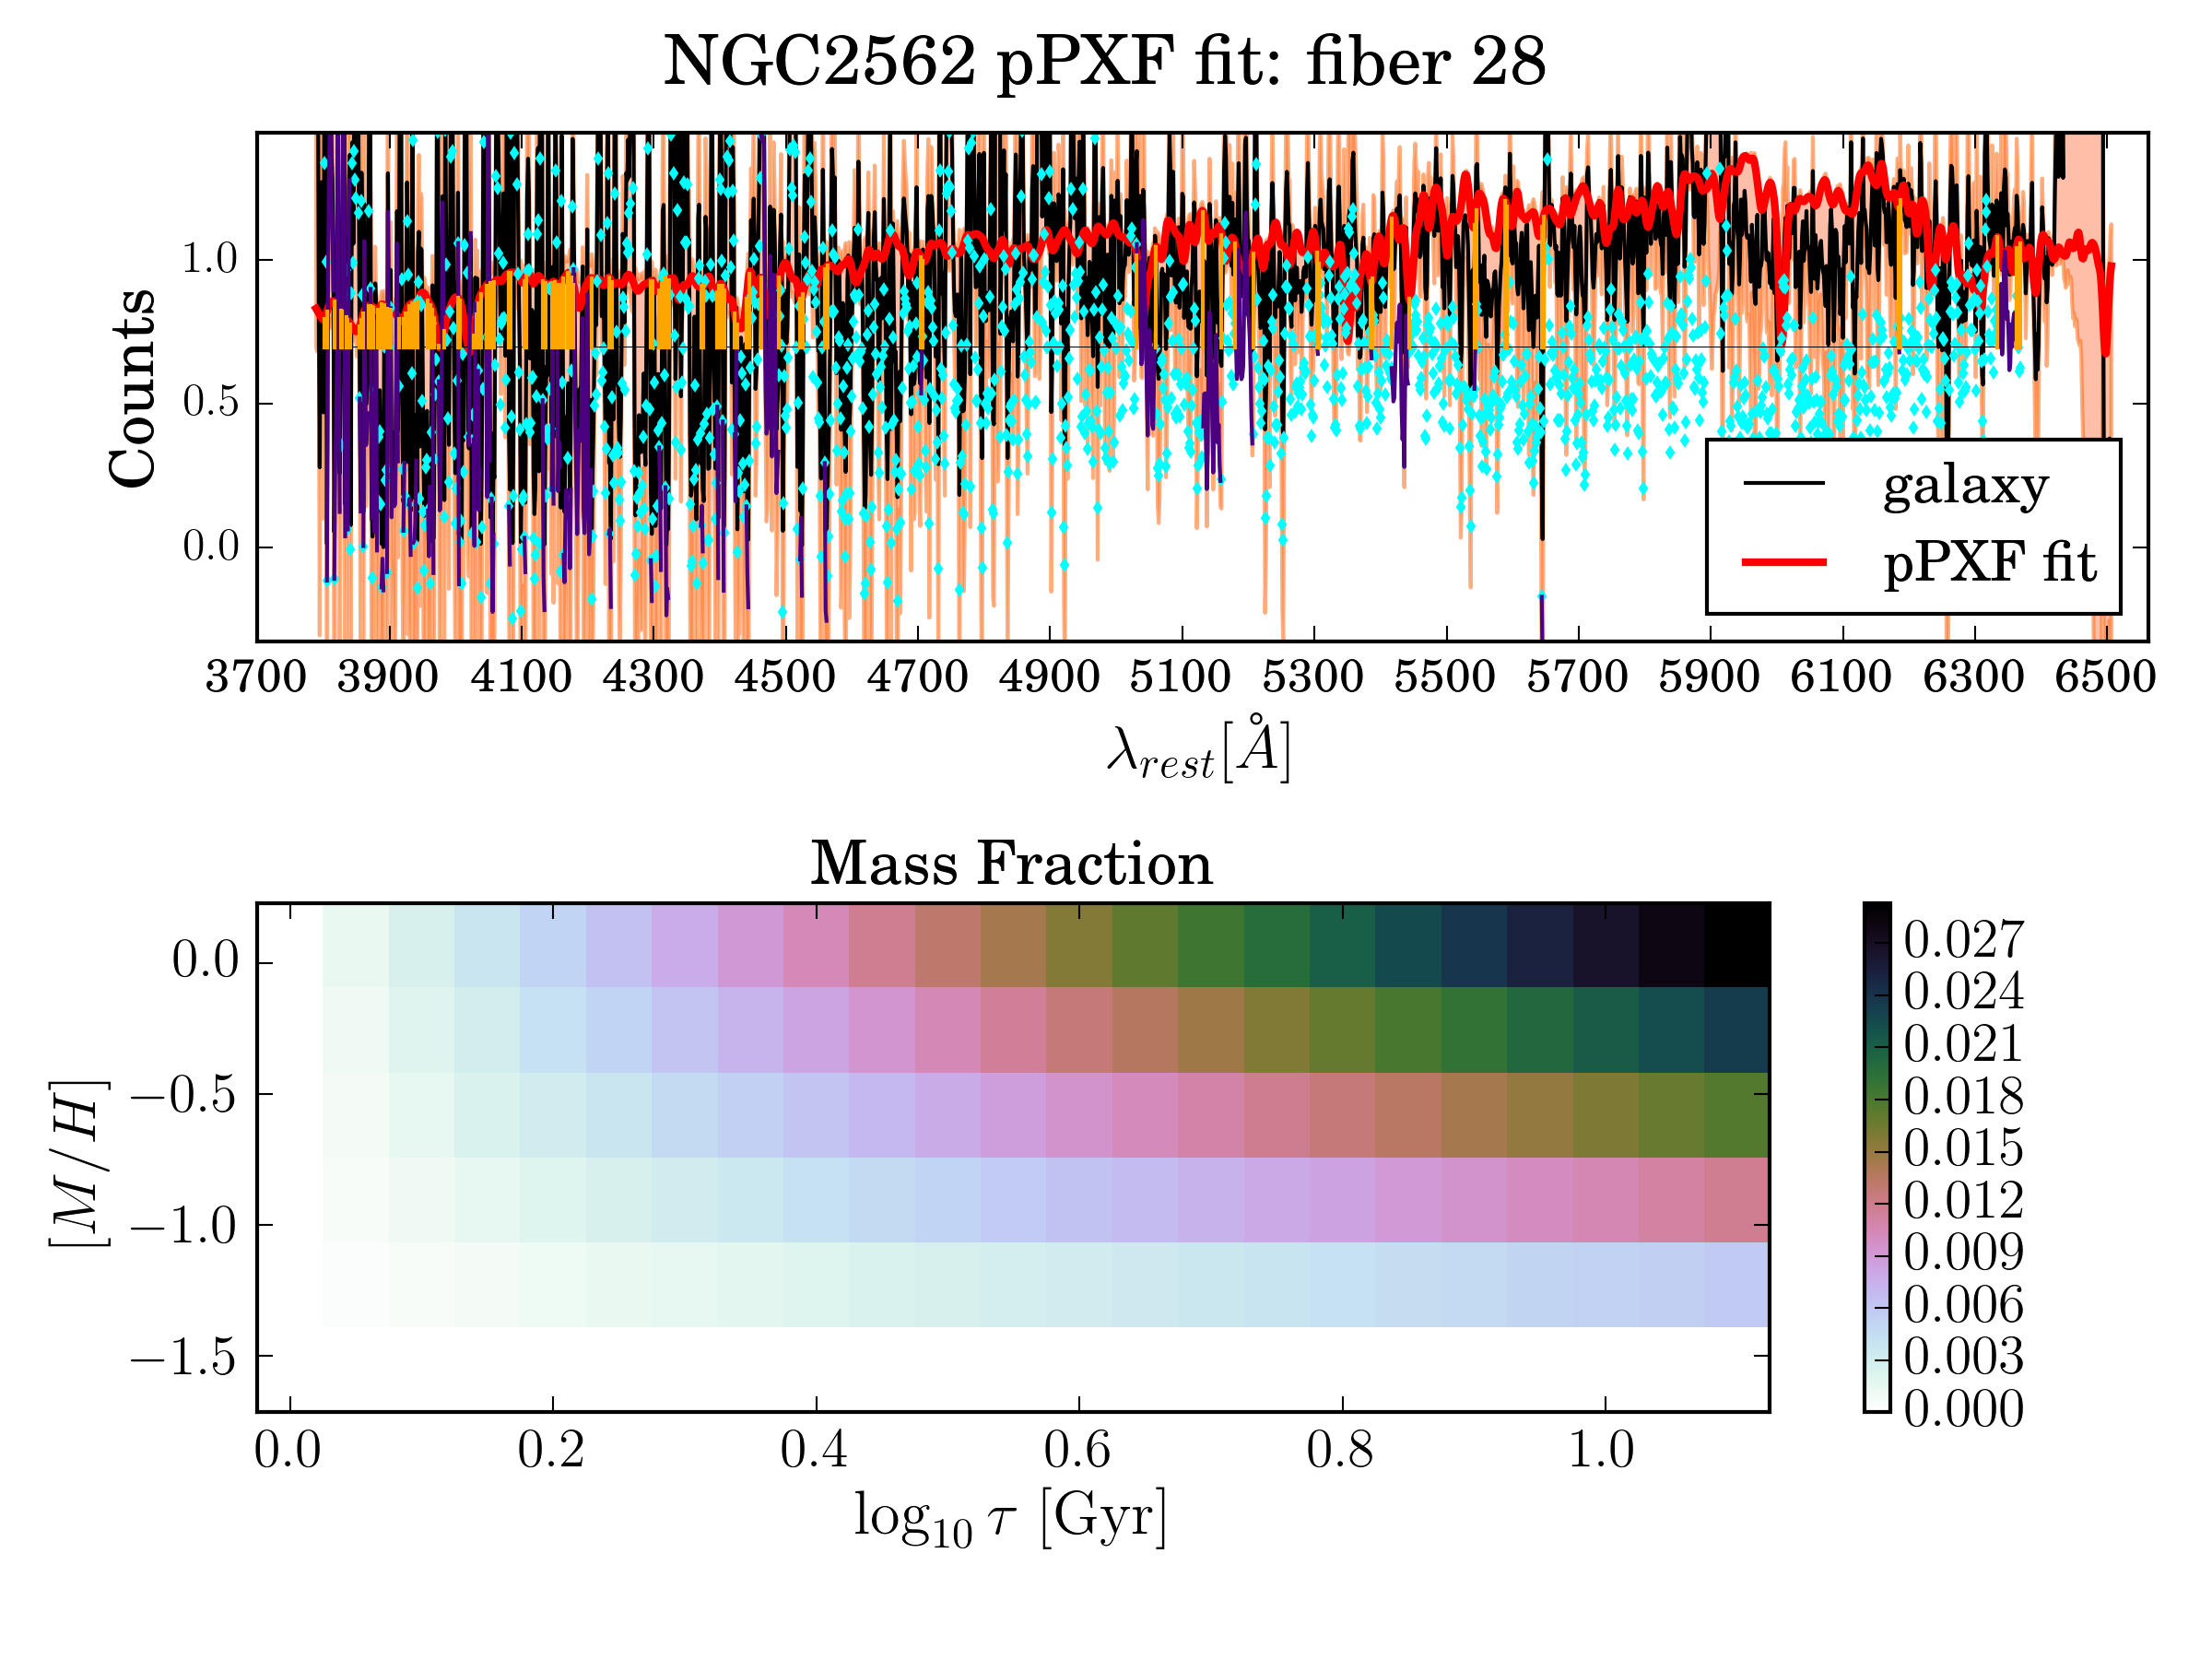 NGC2562 pPXF fit: fiber 28
Counts
1.0
0.5
0.0
galaxy
pPXF fit
3700 3900 4100 4300 4500 4700 4900 5100 5300 5500 5700 5900 6100 6300 6500
λrest[Å]
Mass Fraction
[M/H]
0.0
−0.5
−1.0
−1.5
0.0 0.2 0.4 0.6 0.8 1.0
log10 τ [Gyr]
0.027
0.024
0.021
0.018
0.015
0.012
0.009
0.006
0.003
0.000